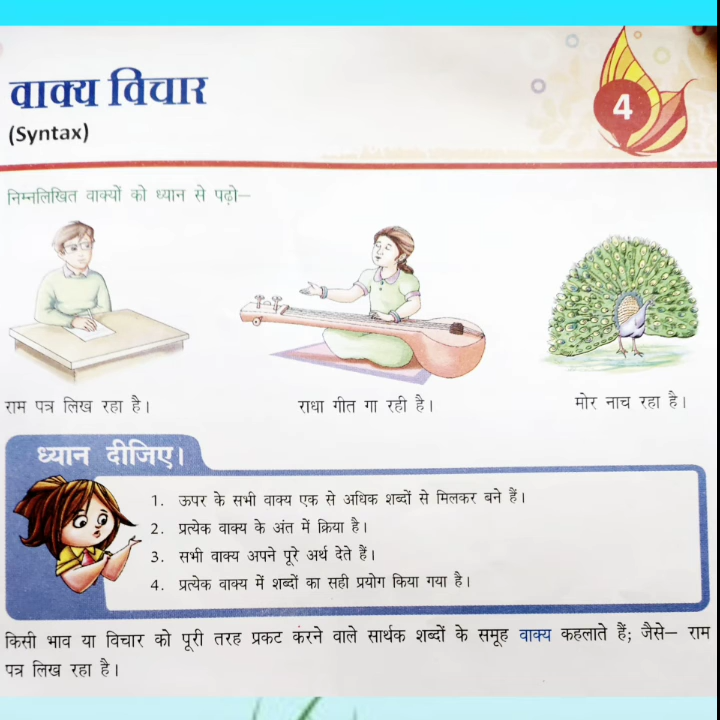 वाक्य विचार
(Syntax)
4
निम्नलिखित वाक्यों को ध्यान से पढ़ो–
राम पत्र लिख रहा है।
राधा गीत गा रही है।
मोर नाच रहा है।
ध्यान दीजिए।
1. ऊपर के सभी वाक्य एक से अधिक शब्दों से मिलकर बने हैं।
2. प्रत्येक वाक्य के अंत में क्रिया है।
3. सभी वाक्य अपने पूरे अर्थ देते हैं।
4. प्रत्येक वाक्य में शब्दों का सही प्रयोग किया गया है।
किसी भाव या विचार को पूरी तरह प्रकट करने वाले सार्थक शब्दों के समूह वाक्य कहलाते हैं; जैसे– राम
पत्र लिख रहा है।